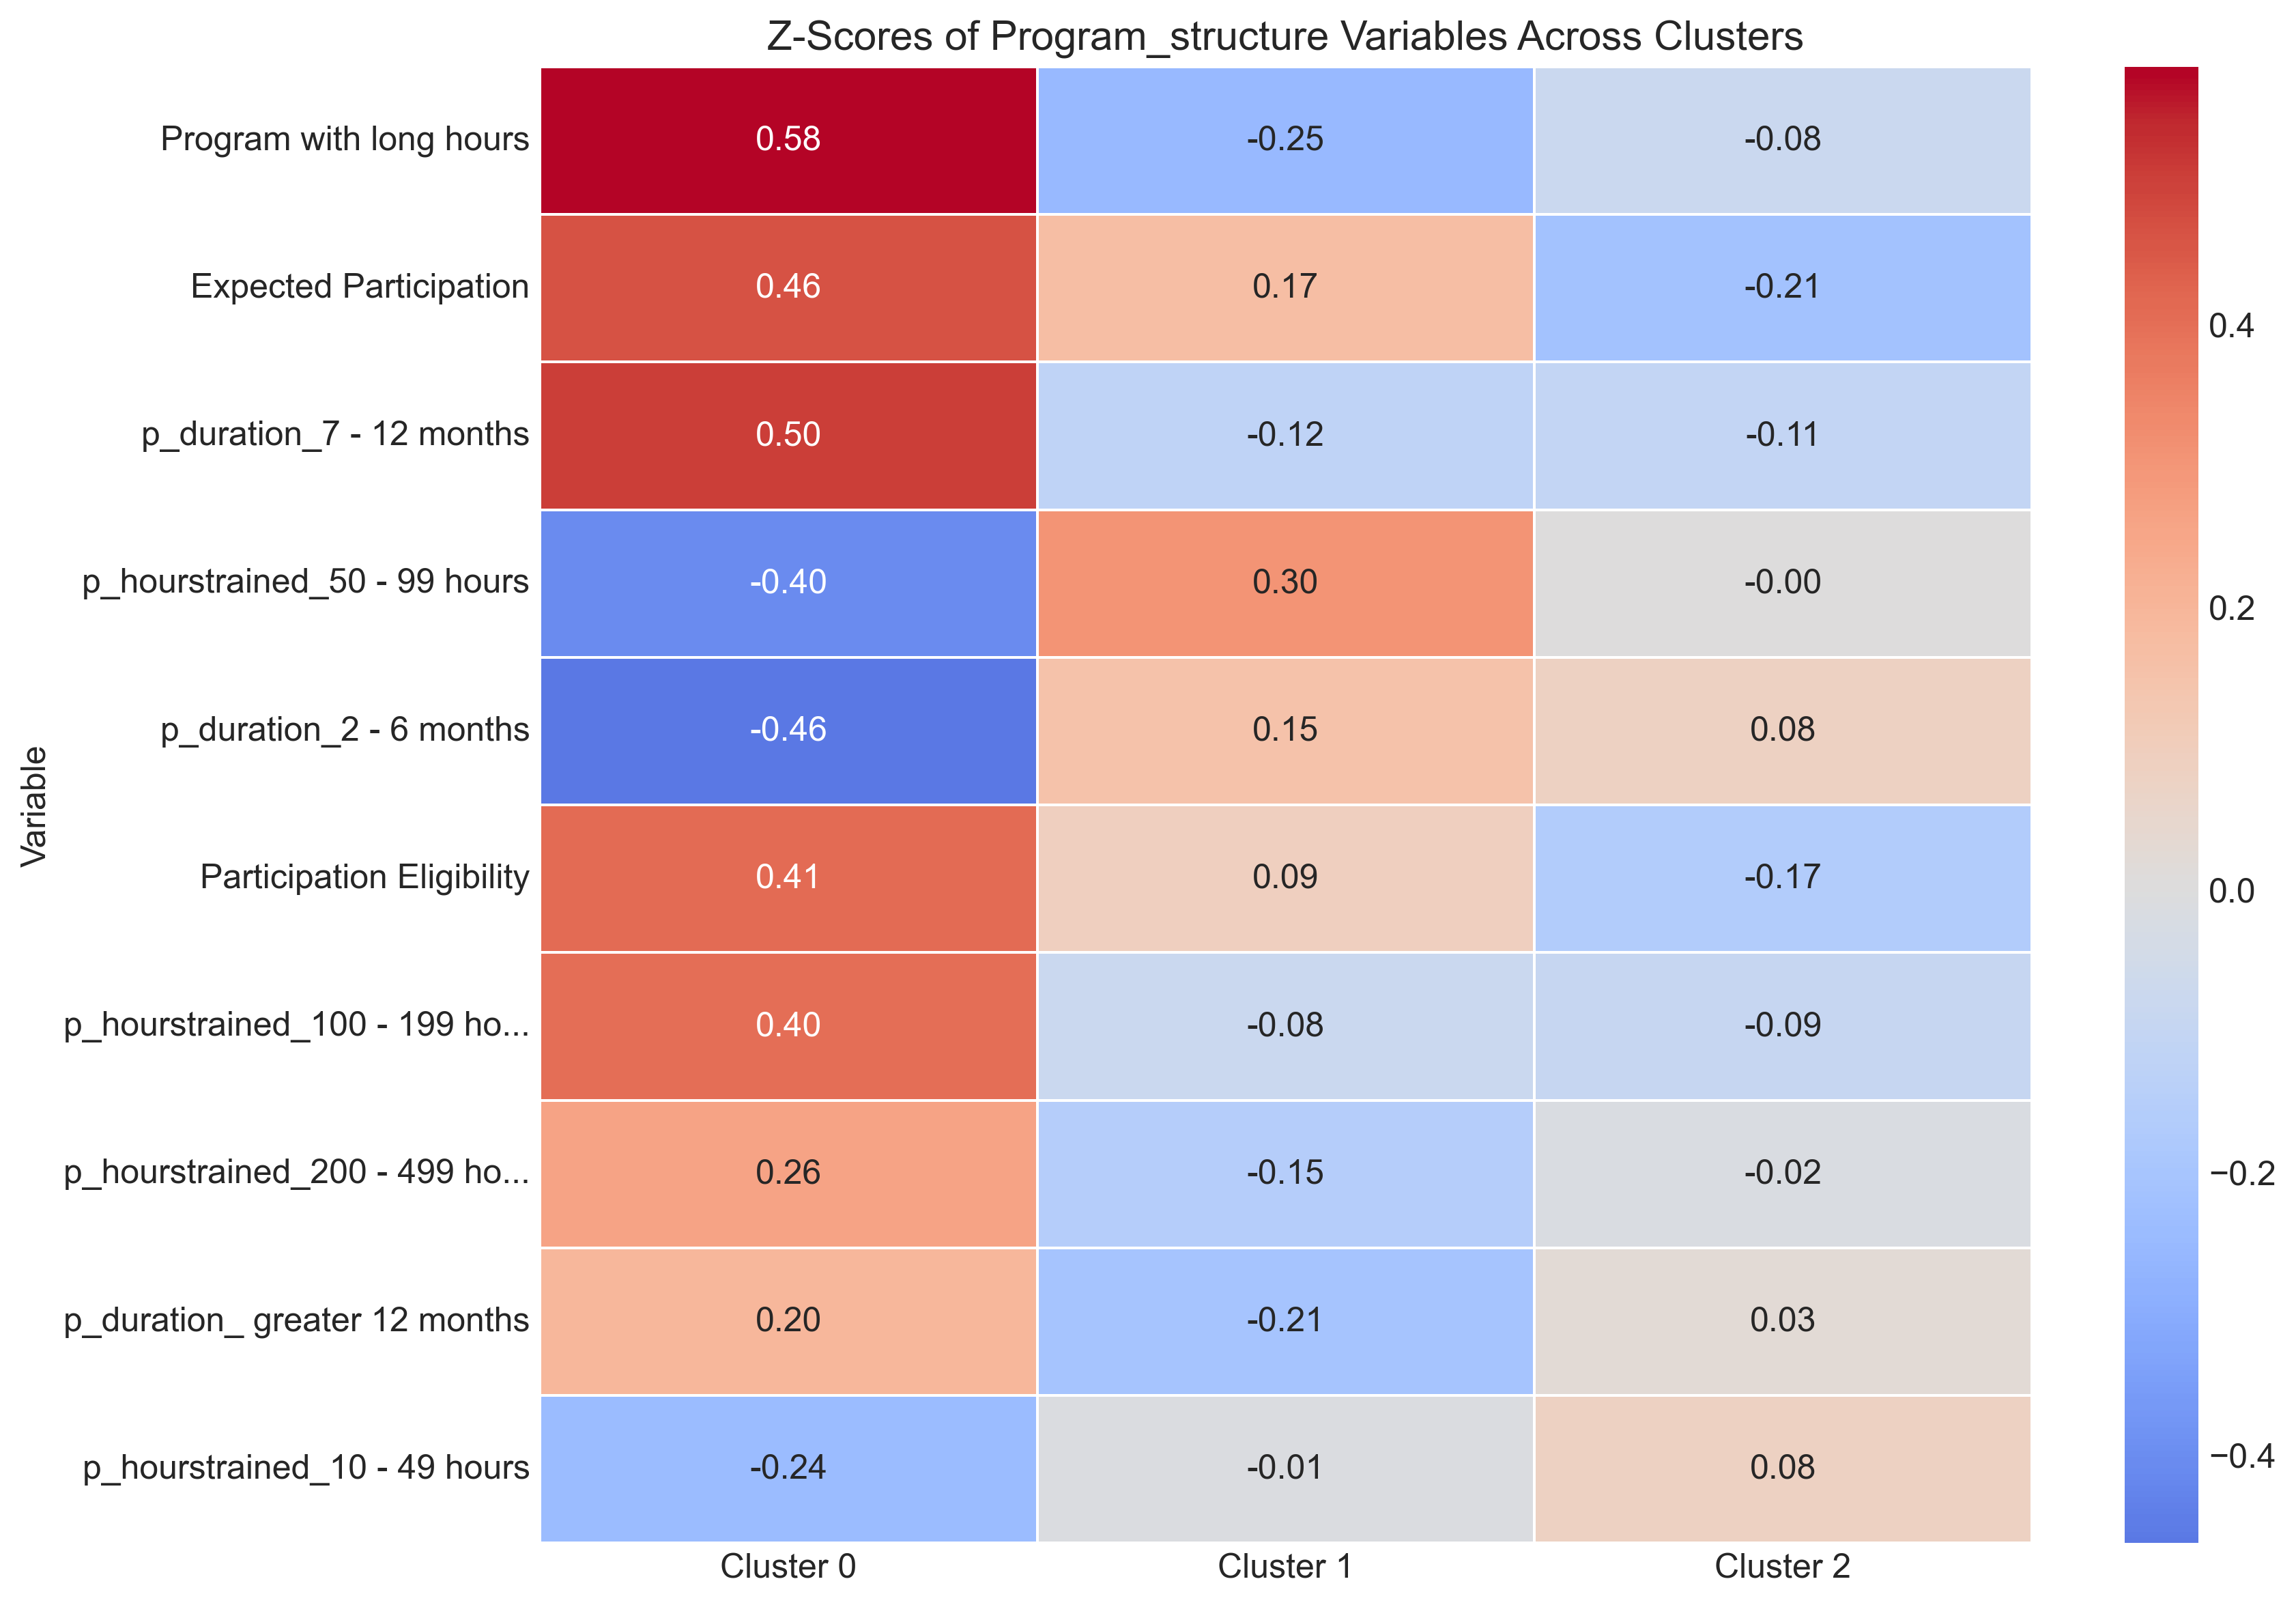 Z-Scores of Program_structure Variables Across Clusters
Variable
Program with long hours 0.58 -0.25 -0.08
Expected Participation 0.46 0.17 -0.21
p_duration_7 - 12 months 0.50 -0.12 -0.11
p_hourstrained_50 - 99 hours -0.40 0.30 -0.00
p_duration_2 - 6 months -0.46 0.15 0.08
Participation Eligibility 0.41 0.09 -0.17
p_hourstrained_100 - 199 ho... 0.40 -0.08 -0.09
p_hourstrained_200 - 499 ho... 0.26 -0.15 -0.02
p_duration_ greater 12 months 0.20 -0.21 0.03
p_hourstrained_10 - 49 hours -0.24 -0.01 0.08
Cluster 0 Cluster 1 Cluster 2
0.4
0.2
0.0
−0.2
−0.4